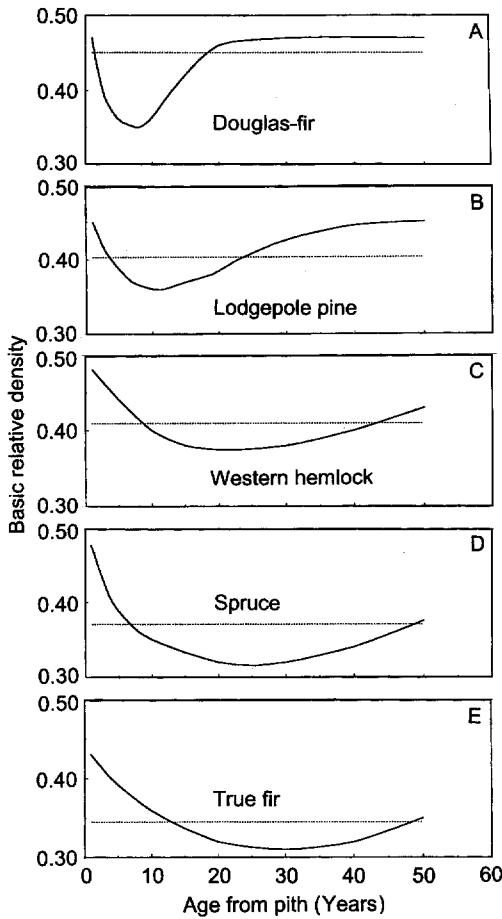 A
0.50
0.40
0.30
Douglas-fir
B
0.50
0.40
0.30
Lodgepole pine
C
0.50
0.40
0.30
Western hemlock
D
0.50
0.40
0.30
Spruce
E
0.50
0.40
0.30
True fir
Basic relative density
0 10 20 30 40 50 60
Age from pith (Years)